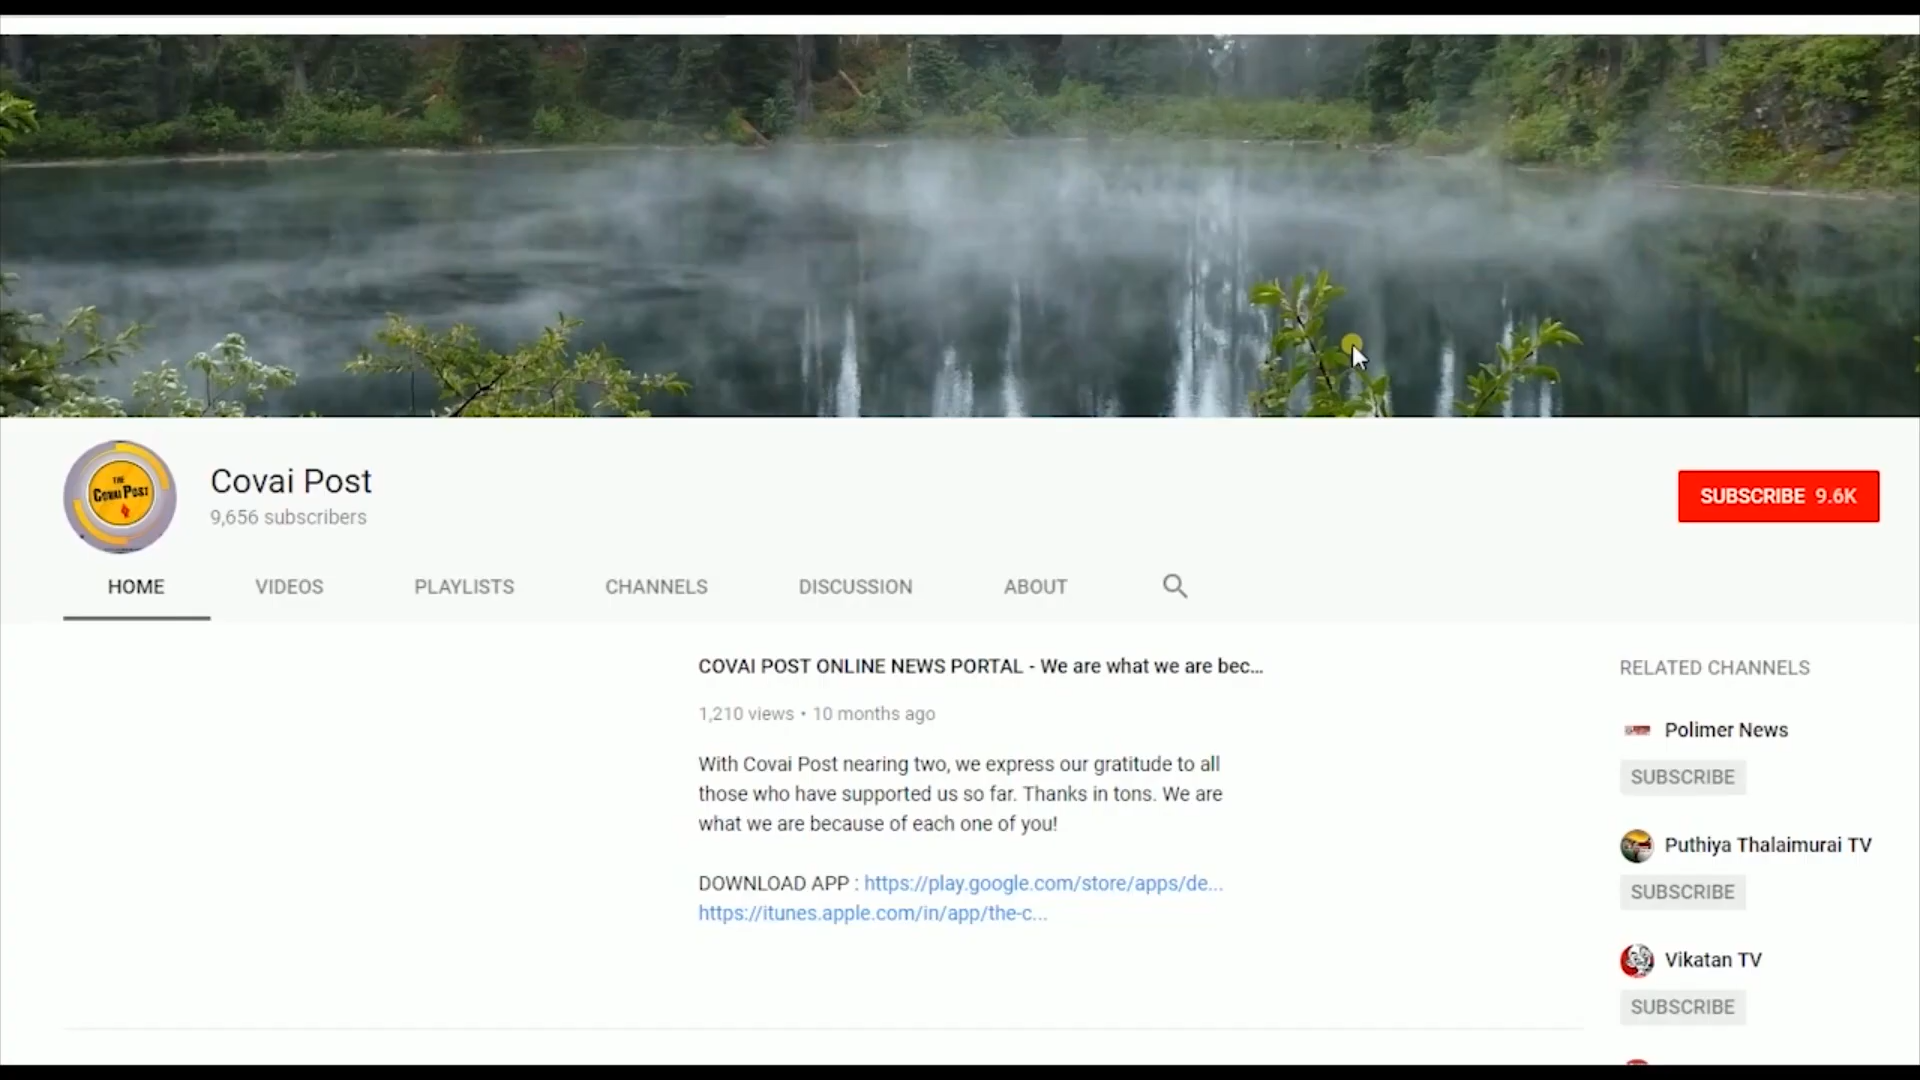 THE
COVAI POST
Covai Post
9,656 subscribers
SUBSCRIBE 9.6K
HOME
VIDEOS
PLAYLISTS
CHANNELS
DISCUSSION
ABOUT
COVAI POST ONLINE NEWS PORTAL - We are what we are bec...
1,210 views • 10 months ago
With Covai Post nearing two, we express our gratitude to all
those who have supported us so far. Thanks in tons. We are
what we are because of each one of you!
DOWNLOAD APP : https://play.google.com/store/apps/de...
https://itunes.apple.com/in/app/the-c...
RELATED CHANNELS
Polimer News
SUBSCRIBE
Puthiya Thalaimurai TV
SUBSCRIBE
Vikatan TV
SUBSCRIBE